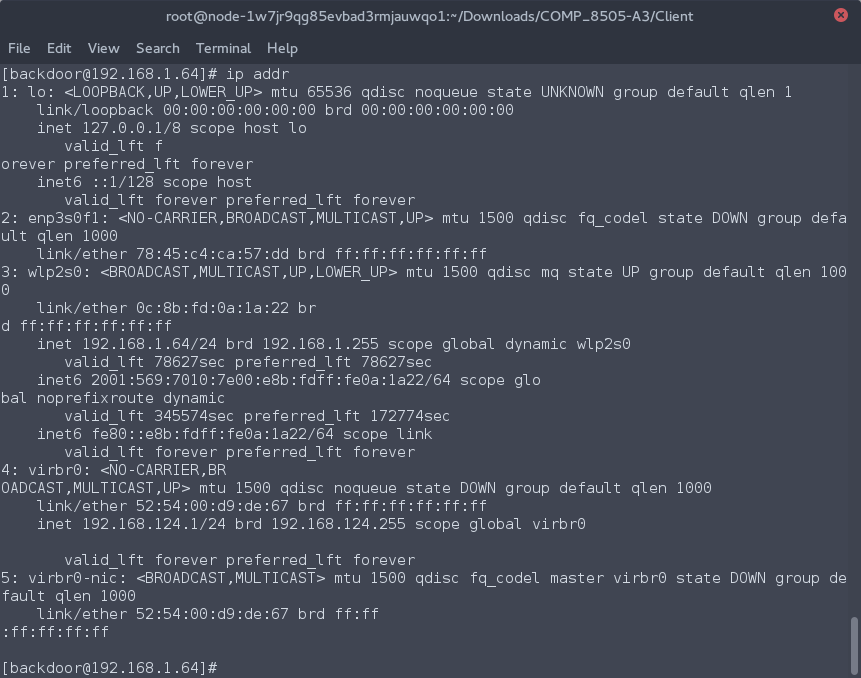 root@node-1w7jr9qg85evbad3rmjauwqo1:~/Downloads/COMP_8505-A3/Client
File Edit View Search Terminal Help
[backdoor@192.168.1.64]# ip addr
1: lo: <LOOPBACK,UP,LOWER_UP> mtu 65536 qdisc noqueue state UNKNOWN group default qlen 1
    link/loopback 00:00:00:00:00:00 brd 00:00:00:00:00:00
    inet 127.0.0.1/8 scope host lo
       valid_lft f
orever preferred_lft forever
    inet6 ::1/128 scope host
       valid_lft forever preferred_lft forever
2: enp3s0f1: <NO-CARRIER,BROADCAST,MULTICAST,UP> mtu 1500 qdisc fq_codel state DOWN group defa
ult qlen 1000
    link/ether 78:45:c4:ca:57:dd brd ff:ff:ff:ff:ff:ff
3: wlp2s0: <BROADCAST,MULTICAST,UP,LOWER_UP> mtu 1500 qdisc mq state UP group default qlen 100
0
    link/ether 0c:8b:fd:0a:1a:22 br
d ff:ff:ff:ff:ff:ff
    inet 192.168.1.64/24 brd 192.168.1.255 scope global dynamic wlp2s0
       valid_lft 78627sec preferred_lft 78627sec
    inet6 2001:569:7010:7e00:e8b:fdff:fe0a:1a22/64 scope glo
bal noprefixroute dynamic
       valid_lft 345574sec preferred_lft 172774sec
    inet6 fe80::e8b:fdff:fe0a:1a22/64 scope link
       valid_lft forever preferred_lft forever
4: virbr0: <NO-CARRIER,BR
OADCAST,MULTICAST,UP> mtu 1500 qdisc noqueue state DOWN group default qlen 1000
    link/ether 52:54:00:d9:de:67 brd ff:ff:ff:ff:ff:ff
    inet 192.168.124.1/24 brd 192.168.124.255 scope global virbr0
       valid_lft forever preferred_lft forever
5: virbr0-nic: <BROADCAST,MULTICAST> mtu 1500 qdisc fq_codel master virbr0 state DOWN group de
fault qlen 1000
    link/ether 52:54:00:d9:de:67 brd ff:ff
:ff:ff:ff:ff
[backdoor@192.168.1.64]#